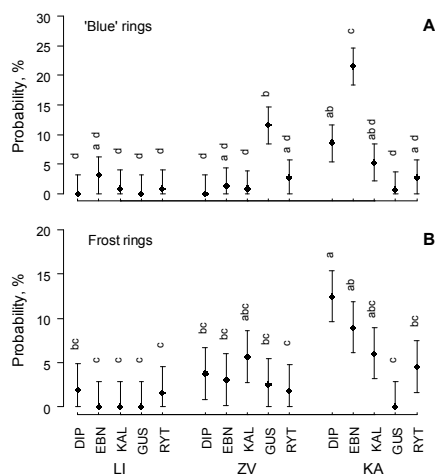 'Blue' rings
A
Probability, %
30
25
20
15
10
5
0
d
a d
d
d
d
d
a d
d
b
a d
ab
c
ab d
d
a d
Frost rings
B
Probability, %
20
15
10
5
0
bc
c
c
c
c
bc
bc
abc
bc
c
a
ab
abc
c
bc
DIP EBN KAL GUS RYT DIP EBN KAL GUS RYT DIP EBN KAL GUS RYT
LI ZV KA